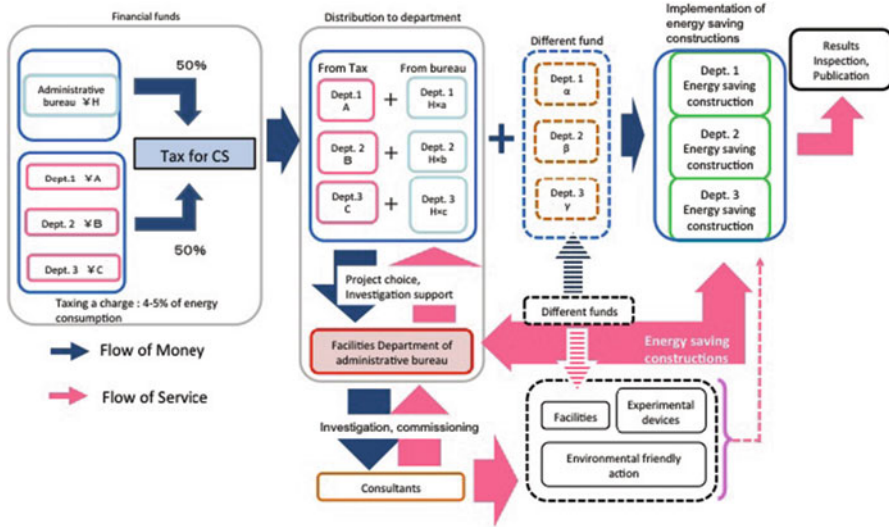 Financial funds
Administrative
bureau ¥H
50%
Tax for CS
Dept.1 ¥A
Dept. 2 ¥B
Dept. 3 ¥C
50%
Taxing a charge : 4-5% of energy
consumption
Distribution to department
From Tax
From bureau
Dept.1
A
+
Dept. 1
H×a
Dept. 2
B
+
Dept. 2
H×b
Dept.3
C
+
Dept. 3
H×c
+
Different fund
Dept. 1
α
Dept. 2
β
Dept. 3
γ
Implementation of
energy saving
constructions
Dept. 1
Energy saving
construction
Dept. 2
Energy saving
construction
Dept. 3
Energy saving
construction
Results
Inspection,
Publication
Project choice,
Investigation support
Facilities Department of
administrative bureau
Different funds
Energy saving
constructions
Flow of Money
Flow of Service
Investigation, commissioning
Consultants
Facilities
Experimental
devices
Environmental friendly
action